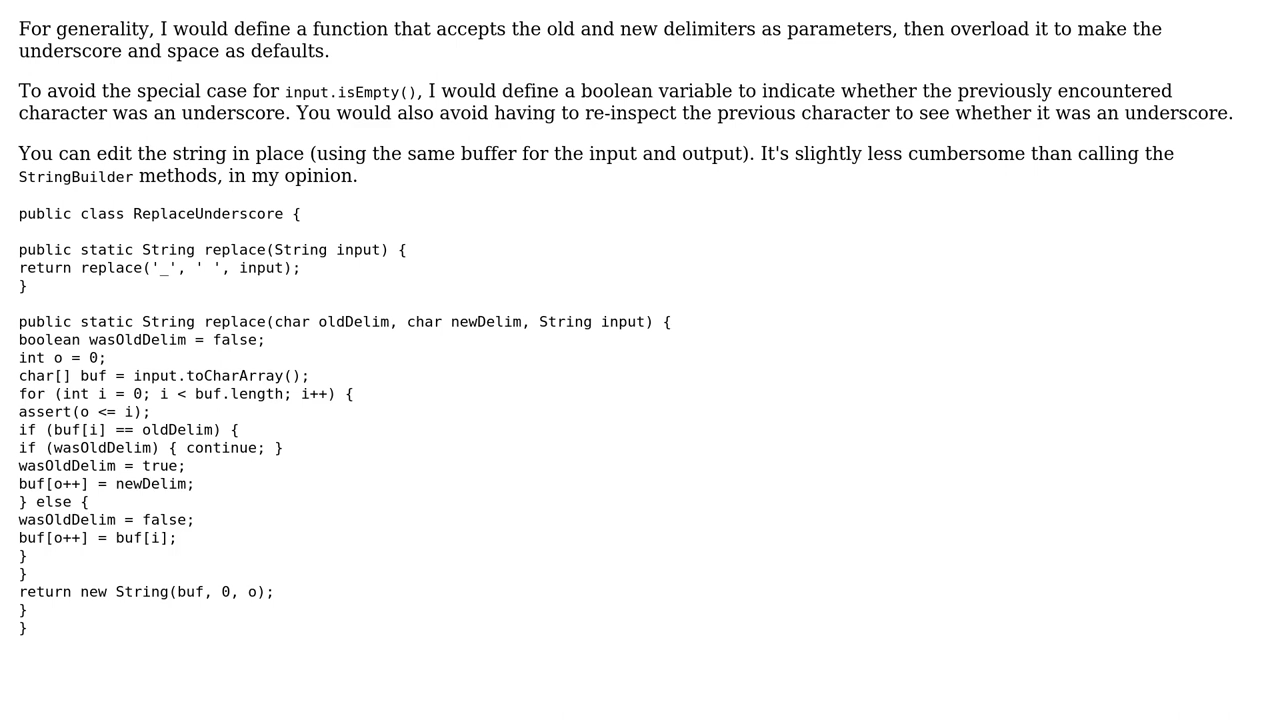 For generality, I would define a function that accepts the old and new delimiters as parameters, then overload it to make the
underscore and space as defaults.
To avoid the special case for input.isEmpty(), I would define a boolean variable to indicate whether the previously encountered
character was an underscore. You would also avoid having to re-inspect the previous character to see whether it was an underscore.
You can edit the string in place (using the same buffer for the input and output). It's slightly less cumbersome than calling the
StringBuilder methods, in my opinion.
public class ReplaceUnderscore {
public static String replace(String input) {
return replace('_', ' ', input);
}
public static String replace(char oldDelim, char newDelim, String input) {
boolean wasOldDelim = false;
int o = 0;
char[] buf = input.toCharArray();
for (int i = 0; i < buf.length; i++) {
assert(o <= i);
if (buf[i] == oldDelim) {
if (wasOldDelim) { continue; }
wasOldDelim = true;
buf[o++] = newDelim;
} else {
wasOldDelim = false;
buf[o++] = buf[i];
}
}
return new String(buf, 0, o);
}
}